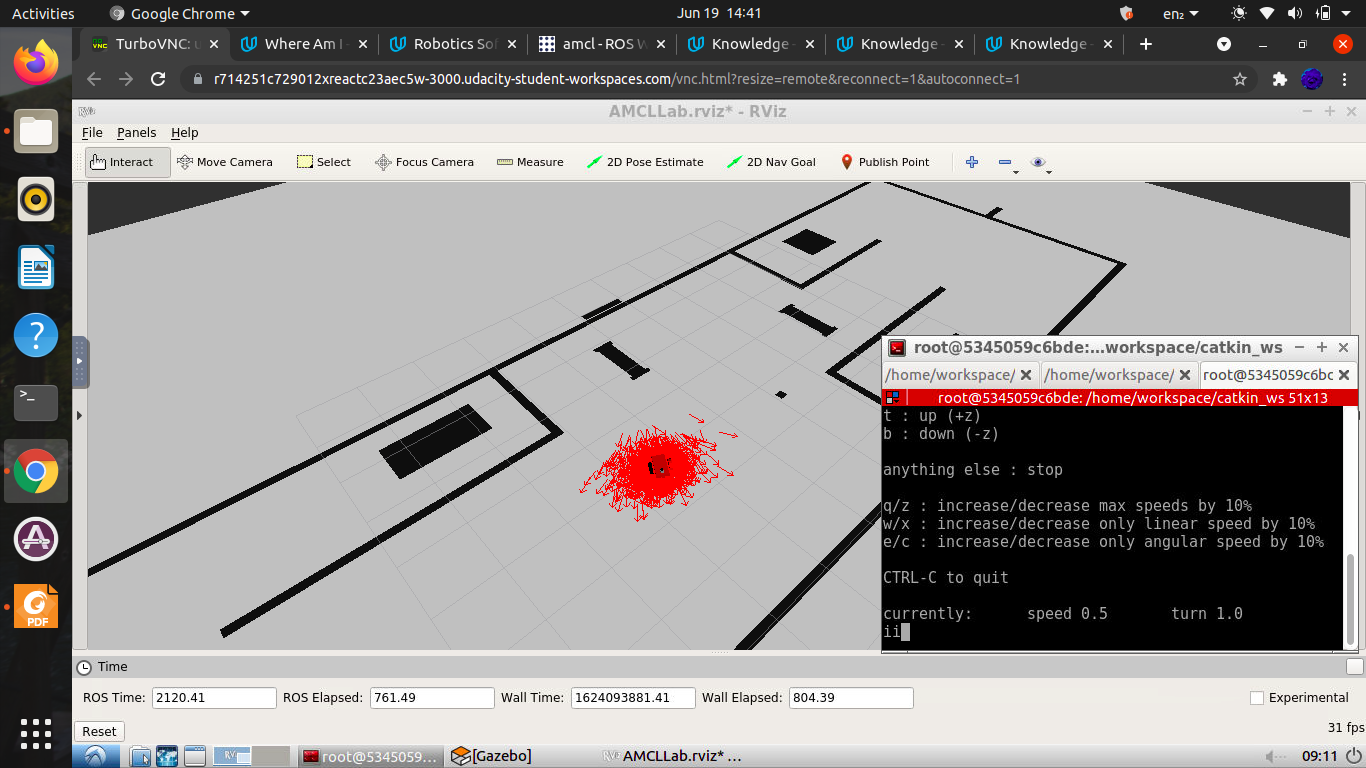 Activities
Google Chrome
Jun 19 14:41
en₂
TurboVNC: u
Where Am I -
Robotics Sof
amcl - ROS W
Knowledge -
Knowledge -
Knowledge -
r714251c729012xreactc23aec5w-3000.udacity-student-workspaces.com/vnc.html?resize=remote&reconnect=1&autoconnect=1
AMCLLab.rviz* - RViz
File Panels Help
Interact
Move Camera
Select
Focus Camera
Measure
2D Pose Estimate
2D Nav Goal
Publish Point
root@5345059c6bde:...workspace/catkin_ws
/home/workspace/
/home/workspace/
root@5345059c6bc
root@5345059c6bde: /home/workspace/catkin_ws 51x13
t : up (+z)
b : down (-z)
anything else : stop
q/z : increase/decrease max speeds by 10%
w/x : increase/decrease only linear speed by 10%
e/c : increase/decrease only angular speed by 10%
CTRL-C to quit
currently: speed 0.5 turn 1.0
ii
Time
ROS Time: 2120.41 ROS Elapsed: 761.49 Wall Time: 1624093881.41 Wall Elapsed: 804.39
Experimental
Reset
31 fps
root@5345059...
[Gazebo]
AMCLLab.rviz* ...
09:11
PDF